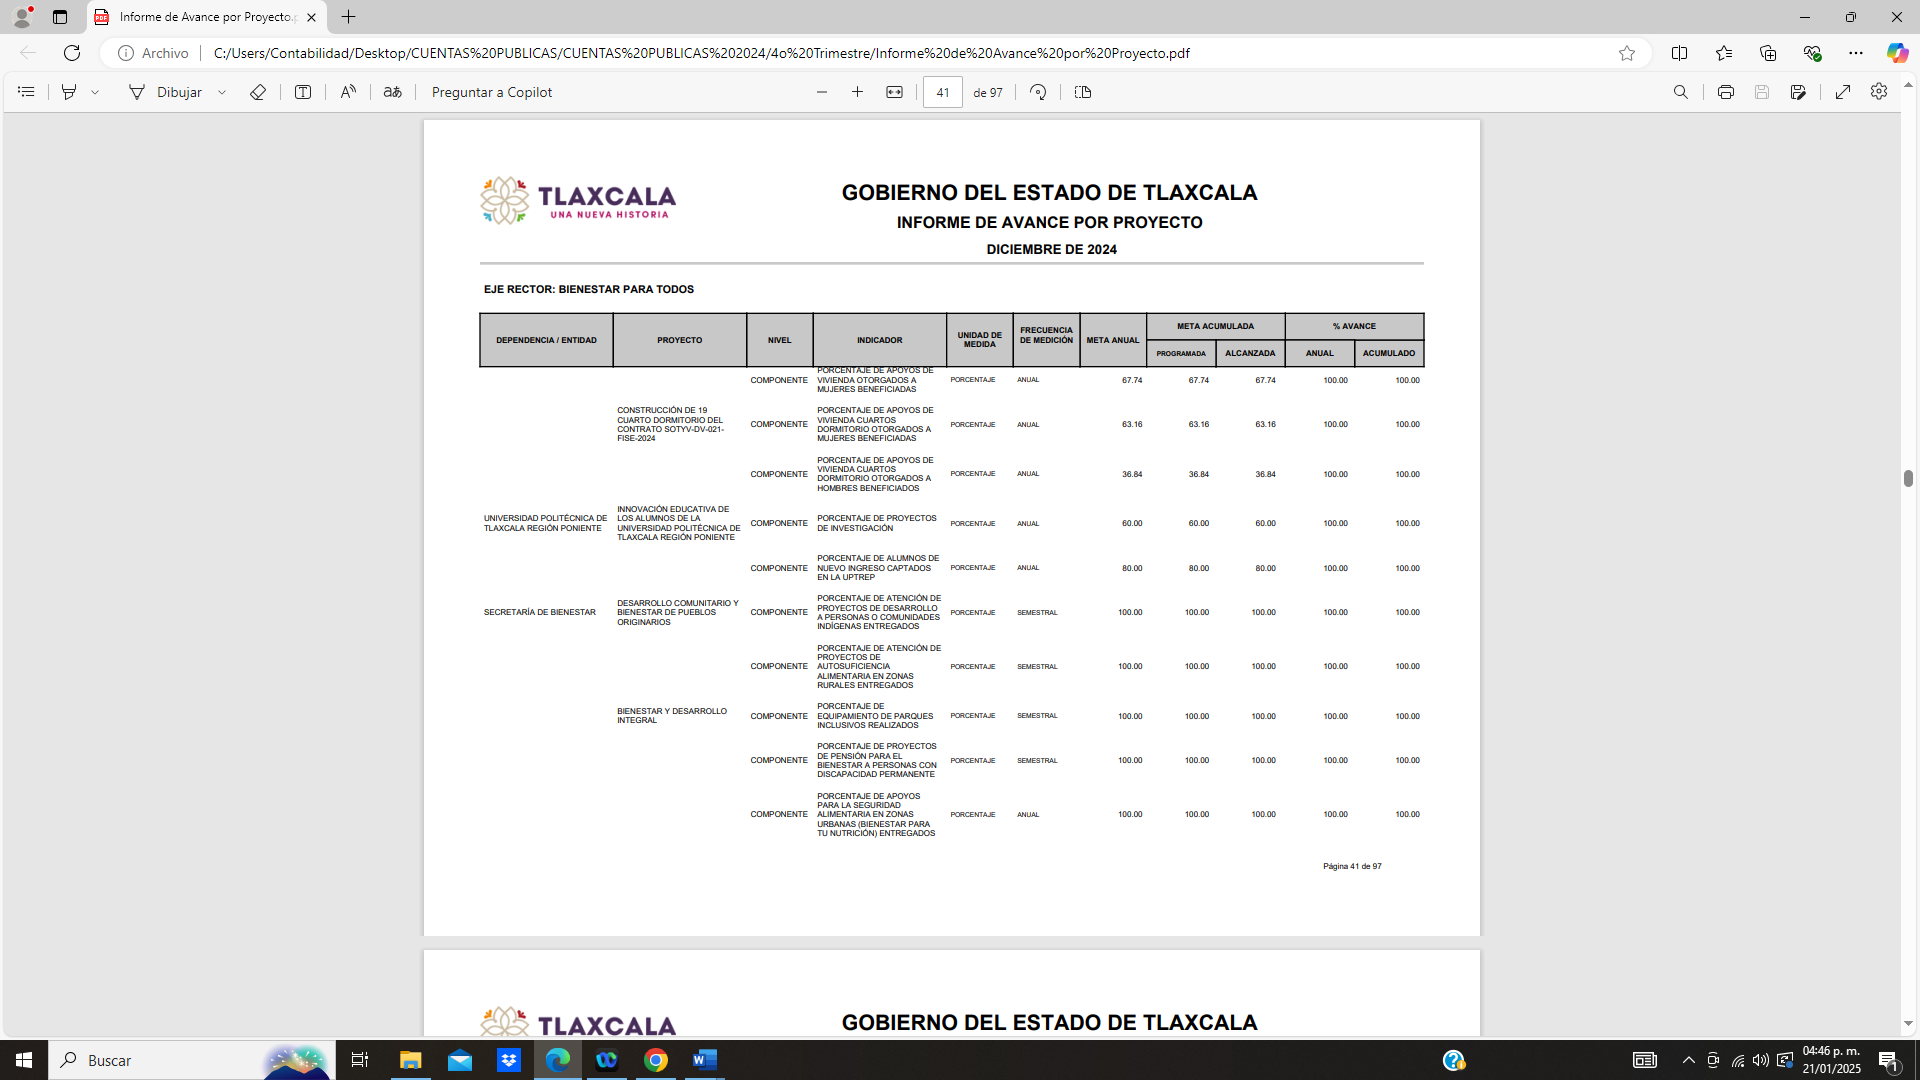 Informe de Avance por Proyecto.p
Archivo
C:/Users/Contabilidad/Desktop/CUENTAS%20PUBLICAS/CUENTAS%20PUBLICAS%202024/4o%20Trimestre/Informe%20de%20Avance%20por%20Proyecto.pdf
Dibujar
Preguntar a Copilot
41 de 97
TLAXCALA
UNA NUEVA HISTORIA
GOBIERNO DEL ESTADO DE TLAXCALA
INFORME DE AVANCE POR PROYECTO
DICIEMBRE DE 2024
EJE RECTOR: BIENESTAR PARA TODOS
DEPENDENCIA / ENTIDAD
PROYECTO
NIVEL
INDICADOR
UNIDAD DE
MEDIDA
FRECUENCIA
DE MEDICIÓN
META ANUAL
META ACUMULADA
PROGRAMADA
ALCANZADA
% AVANCE
ANUAL
ACUMULADO
COMPONENTE
PORCENTAJE DE APOYOS DE
VIVIENDA OTORGADOS A
MUJERES BENEFICIADAS
PORCENTAJE
ANUAL
67.74 67.74 67.74 100.00 100.00
CONSTRUCCIÓN DE 19
CUARTO DORMITORIO DEL
CONTRATO SOTYV-DV-021-
FISE-2024
COMPONENTE
PORCENTAJE DE APOYOS DE
VIVIENDA CUARTOS
DORMITORIO OTORGADOS A
MUJERES BENEFICIADAS
PORCENTAJE
ANUAL
63.16 63.16 63.16 100.00 100.00
COMPONENTE
PORCENTAJE DE APOYOS DE
VIVIENDA CUARTOS
DORMITORIO OTORGADOS A
HOMBRES BENEFICIADOS
PORCENTAJE
ANUAL
36.84 36.84 36.84 100.00 100.00
UNIVERSIDAD POLITÉCNICA DE
TLAXCALA REGIÓN PONIENTE
INNOVACIÓN EDUCATIVA DE
LOS ALUMNOS DE LA
UNIVERSIDAD POLITÉCNICA DE
TLAXCALA REGIÓN PONIENTE
COMPONENTE
PORCENTAJE DE PROYECTOS
DE INVESTIGACIÓN
PORCENTAJE
ANUAL
60.00 60.00 60.00 100.00 100.00
COMPONENTE
PORCENTAJE DE ALUMNOS DE
NUEVO INGRESO CAPTADOS
EN LA UPTREP
PORCENTAJE
ANUAL
80.00 80.00 80.00 100.00 100.00
SECRETARÍA DE BIENESTAR
DESARROLLO COMUNITARIO Y
BIENESTAR DE PUEBLOS
ORIGINARIOS
COMPONENTE
PORCENTAJE DE ATENCIÓN DE
PROYECTOS DE DESARROLLO
A PERSONAS O COMUNIDADES
INDÍGENAS ENTREGADOS
PORCENTAJE
SEMESTRAL
100.00 100.00 100.00 100.00 100.00
COMPONENTE
PORCENTAJE DE ATENCIÓN DE
PROYECTOS DE
AUTOSUFICIENCIA
ALIMENTARIA EN ZONAS
RURALES ENTREGADOS
PORCENTAJE
SEMESTRAL
100.00 100.00 100.00 100.00 100.00
BIENESTAR Y DESARROLLO
INTEGRAL
COMPONENTE
PORCENTAJE DE
EQUIPAMIENTO DE PARQUES
INCLUSIVOS REALIZADOS
PORCENTAJE
SEMESTRAL
100.00 100.00 100.00 100.00 100.00
COMPONENTE
PORCENTAJE DE PROYECTOS
DE PENSIÓN PARA EL
BIENESTAR A PERSONAS CON
DISCAPACIDAD PERMANENTE
PORCENTAJE
SEMESTRAL
100.00 100.00 100.00 100.00 100.00
COMPONENTE
PORCENTAJE DE APOYOS
PARA LA SEGURIDAD
ALIMENTARIA EN ZONAS
URBANAS (BIENESTAR PARA
TU NUTRICIÓN) ENTREGADOS
PORCENTAJE
ANUAL
100.00 100.00 100.00 100.00 100.00
Página 41 de 97
TLAXCALA
GOBIERNO DEL ESTADO DE TLAXCALA
Buscar
04:46 p. m.
21/01/2025
1